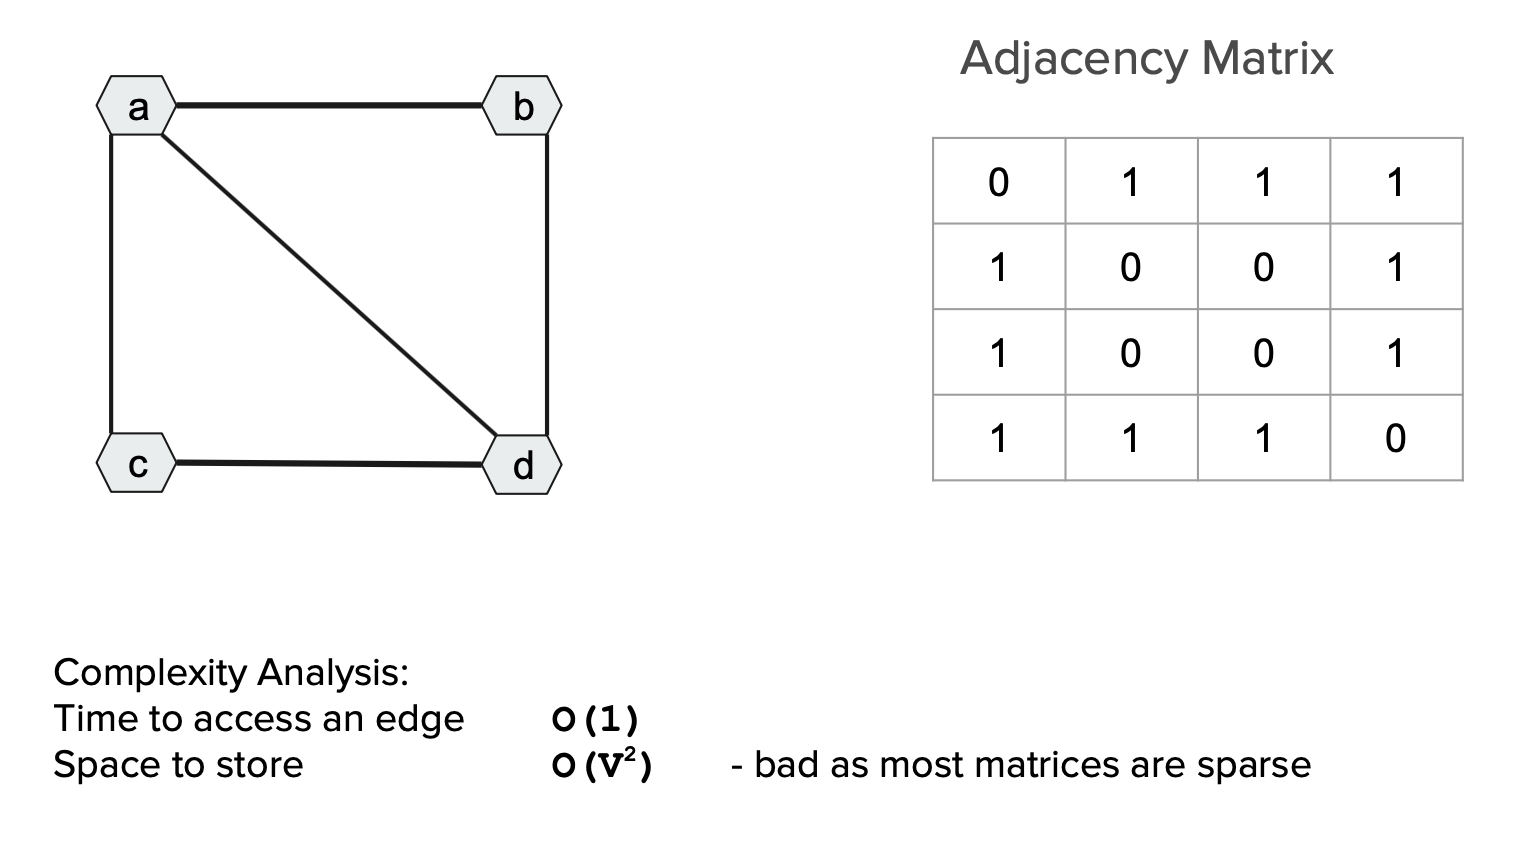 Adjacency Matrix
a
b
c
d
0 1 1 1
1 0 0 1
1 0 0 1
1 1 1 0
Complexity Analysis:
Time to access an edge O(1)
Space to store O(V²) - bad as most matrices are sparse